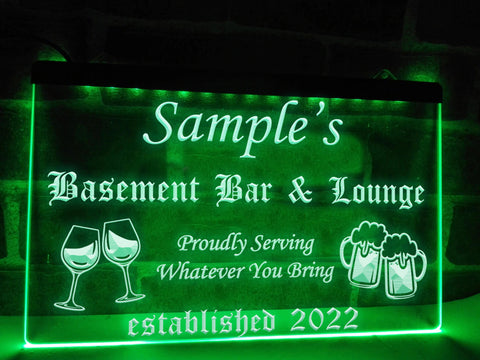 Sample's
Basement Bar & Lounge
Proudly Serving
Whatever You Bring
established 2022